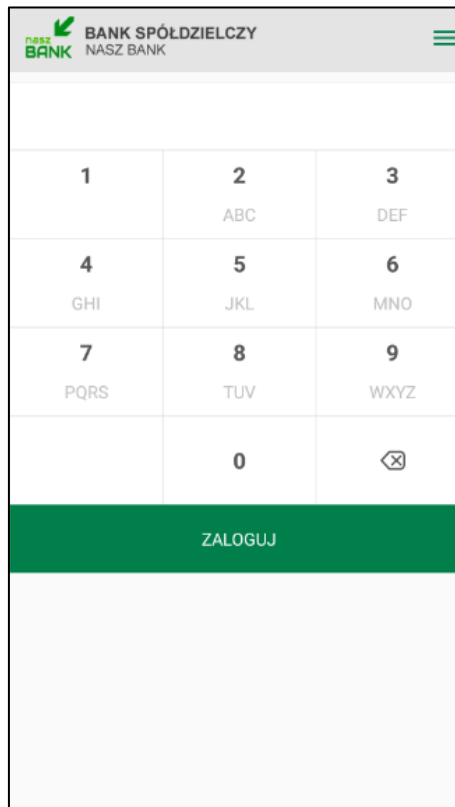 nasz
BANK
BANK SPÓŁDZIELCZY
NASZ BANK
1 2 3
ABC DEF
4 5 6
GHI JKL MNO
7 8 9
PQRS TUV WXYZ
0
ZALOGUJ